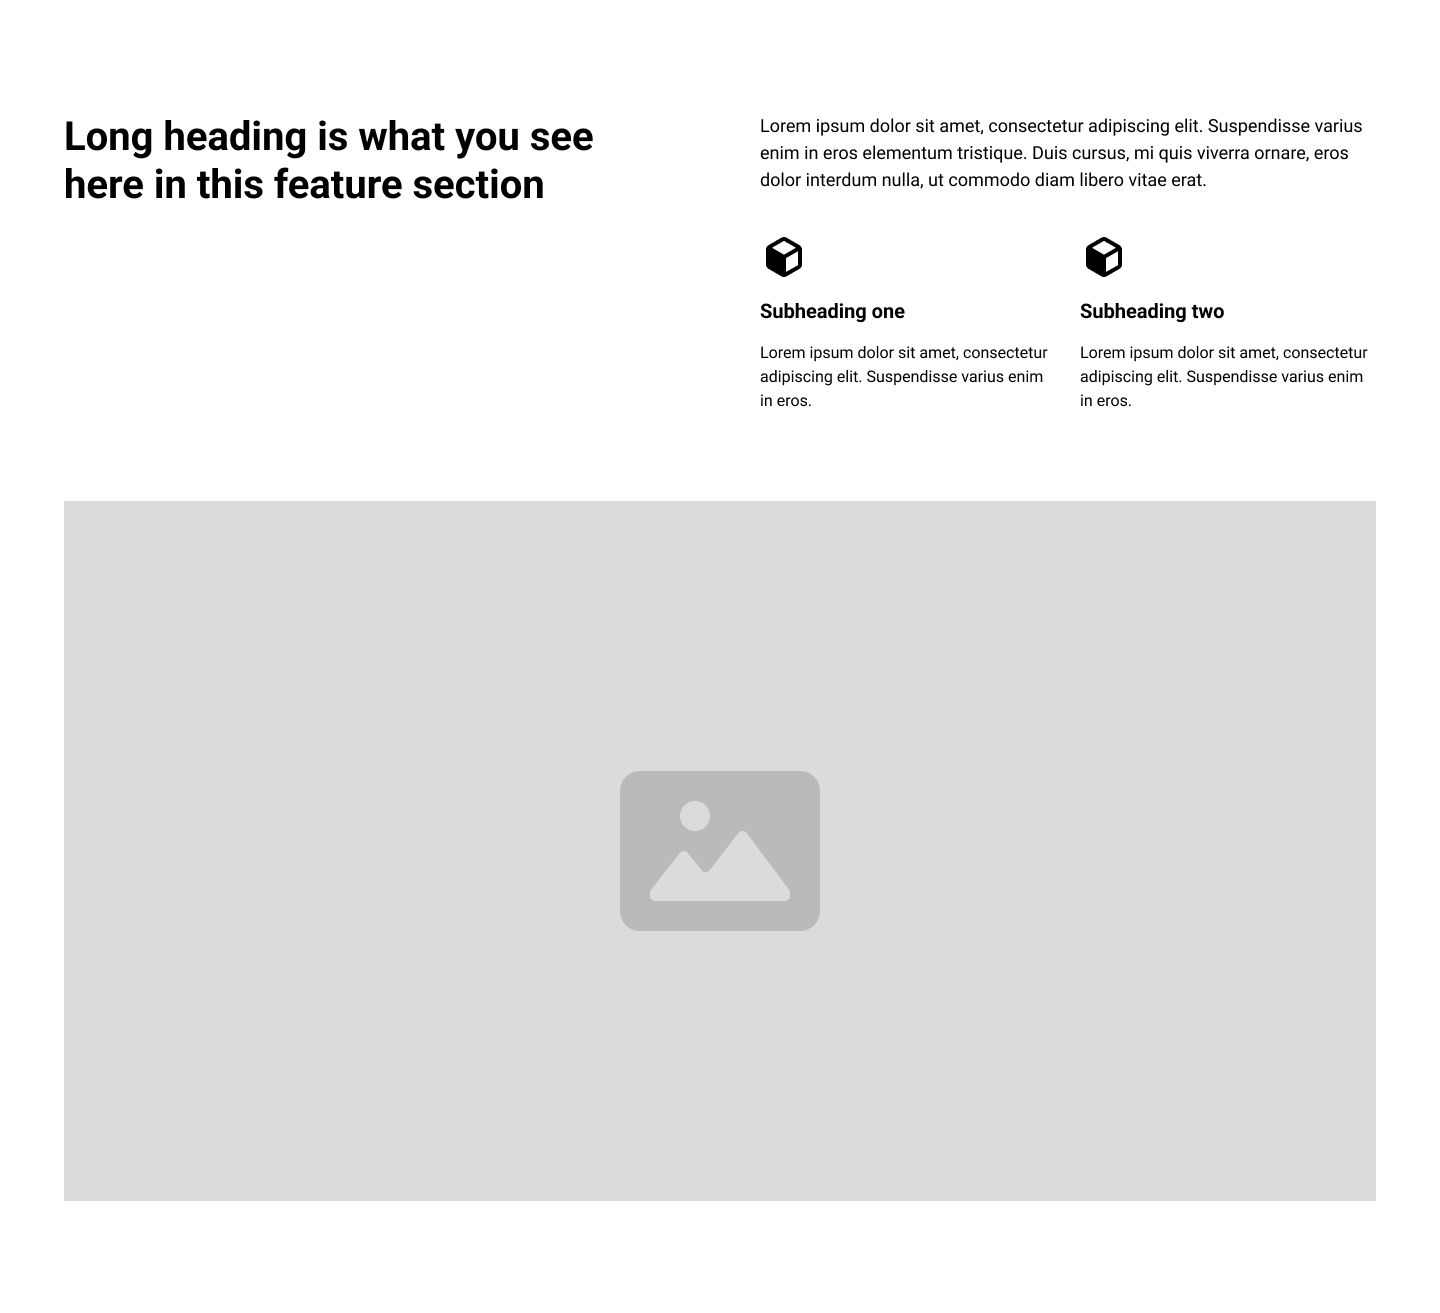 Long heading is what you see
here in this feature section
Lorem ipsum dolor sit amet, consectetur adipiscing elit. Suspendisse varius
enim in eros elementum tristique. Duis cursus, mi quis viverra ornare, eros
dolor interdum nulla, ut commodo diam libero vitae erat.
Subheading one
Lorem ipsum dolor sit amet, consectetur
adipiscing elit. Suspendisse varius enim
in eros.
Subheading two
Lorem ipsum dolor sit amet, consectetur
adipiscing elit. Suspendisse varius enim
in eros.